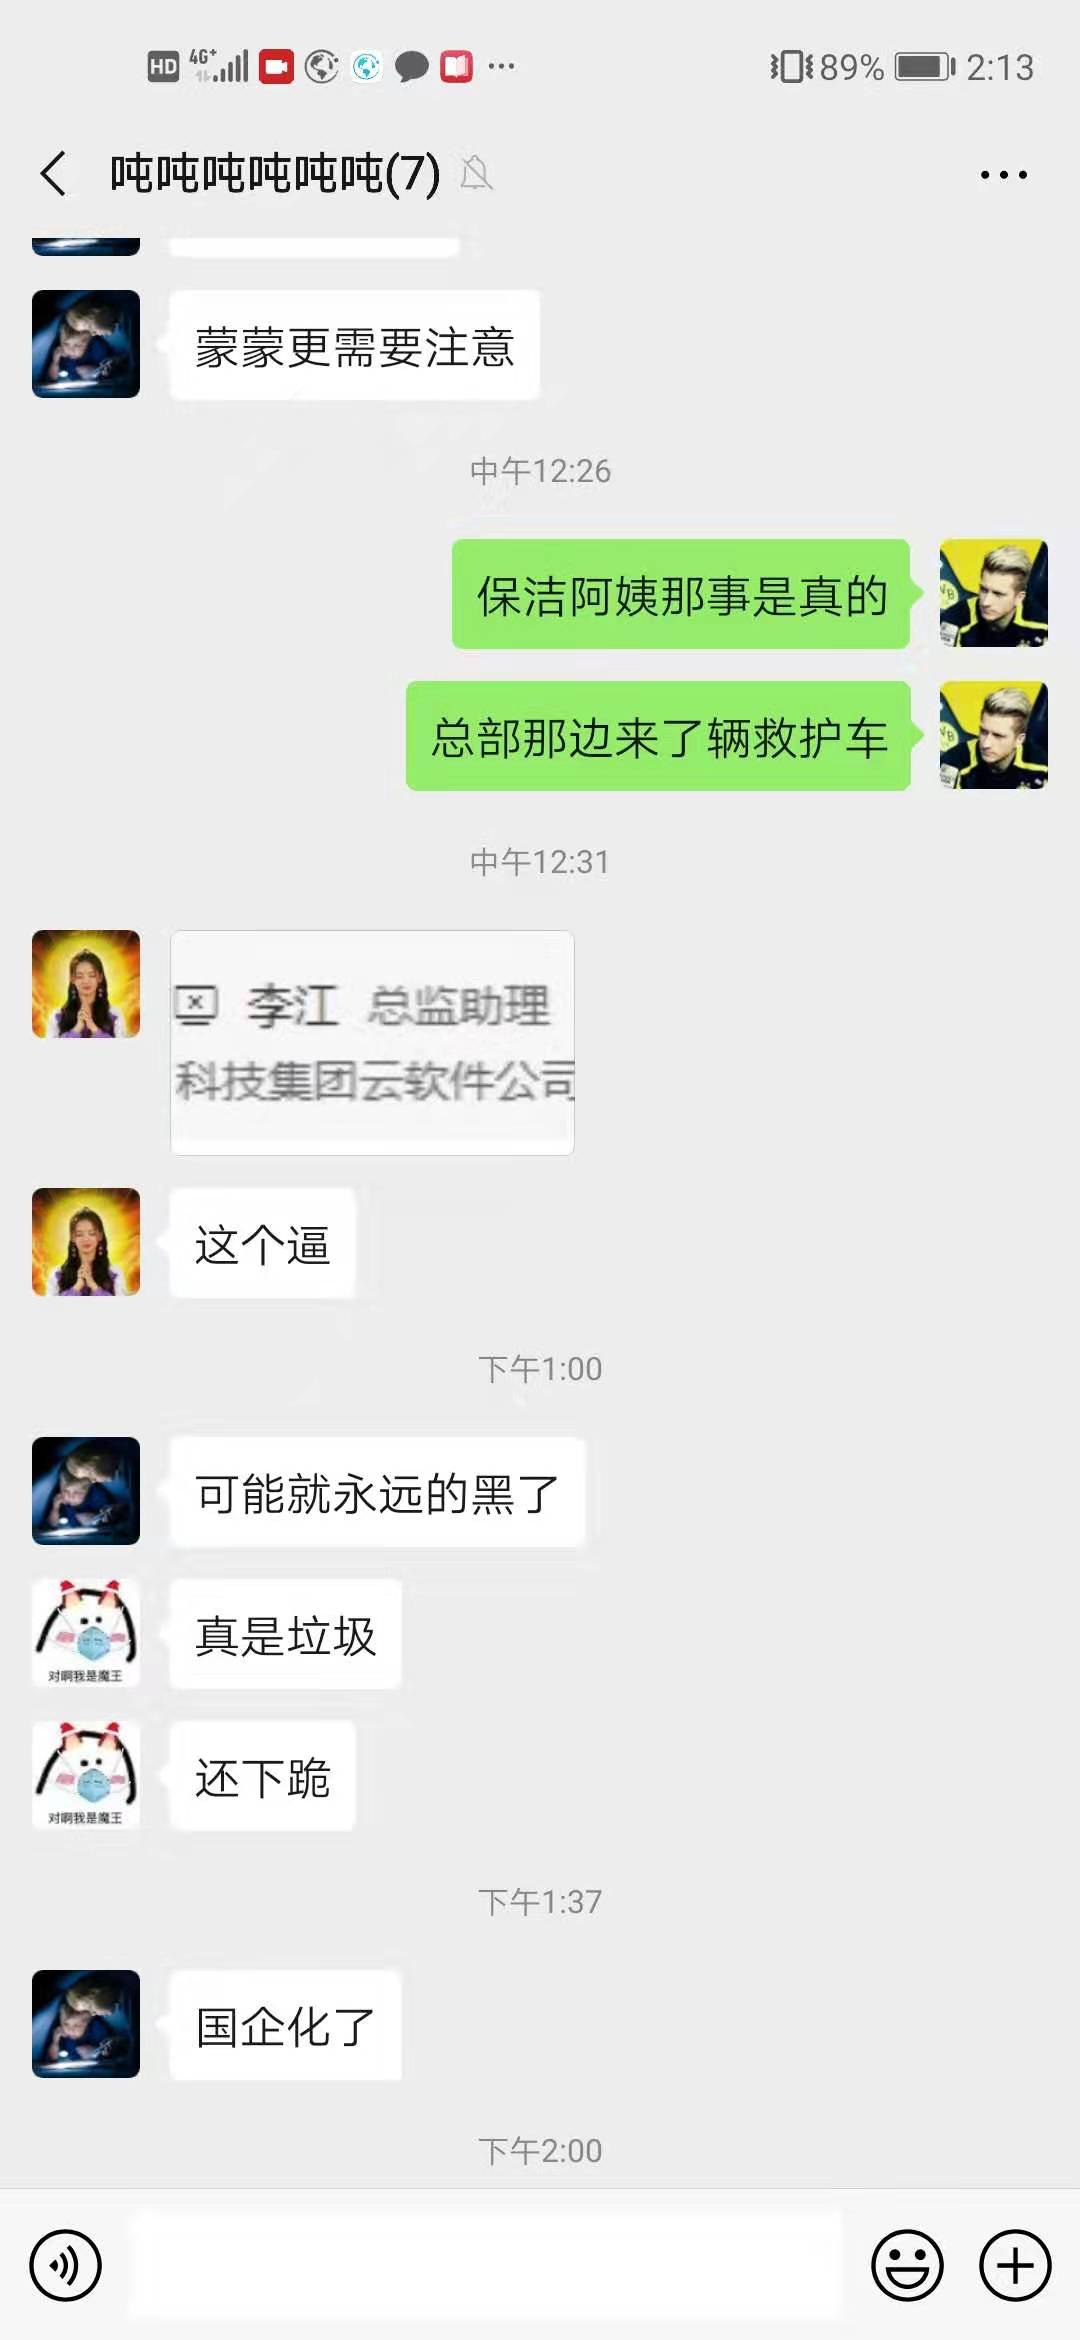 HD 4G+ 89% 2:13
吨吨吨吨吨吨(7)
蒙蒙更需要注意
中午12:26
保洁阿姨那事是真的
总部那边来了辆救护车
中午12:31
李江 总监助理
科技集团云软件公司
这个逼
下午1:00
可能就永远的黑了
真是垃圾
对啊我是魔王
还下跪
对啊我是魔王
下午1:37
国企化了
下午2:00